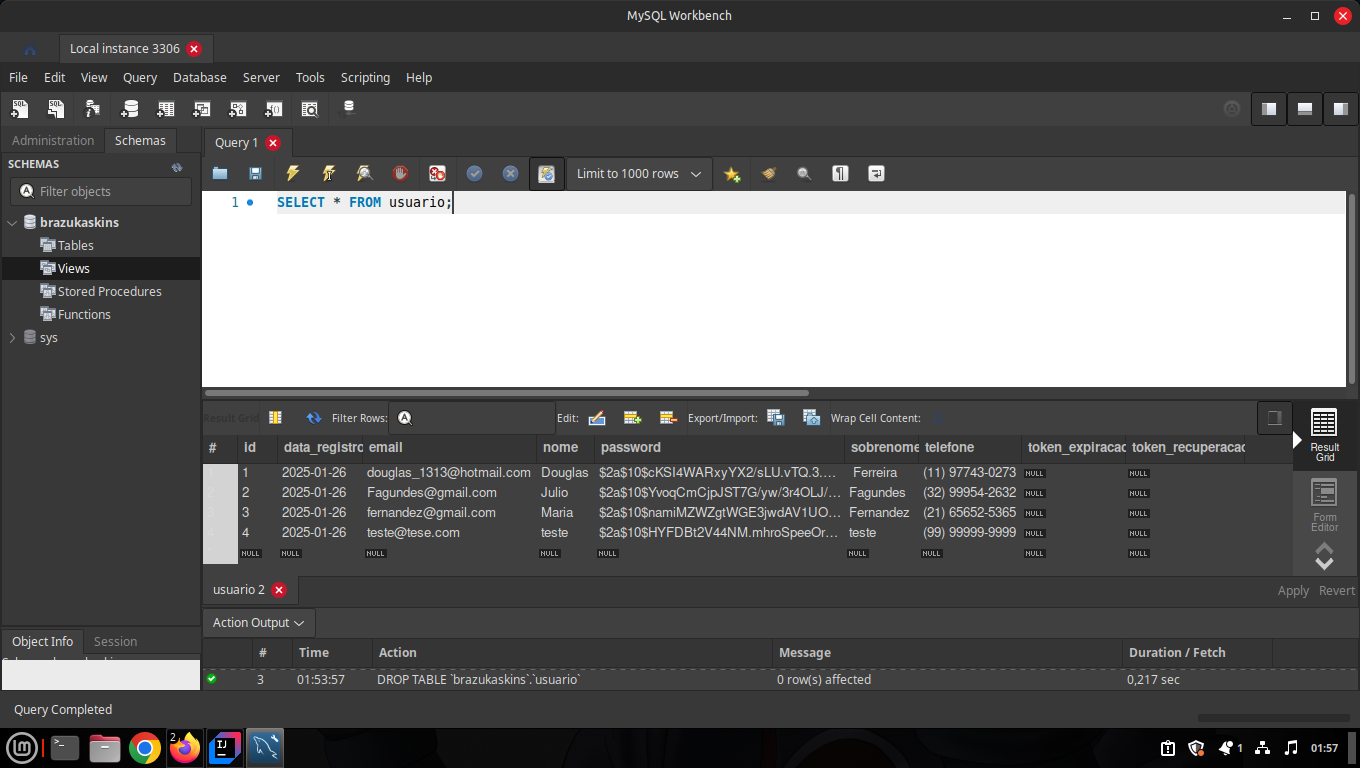 MySQL Workbench
Local instance 3306
File Edit View Query Database Server Tools Scripting Help
Administration Schemas
Query 1
SCHEMAS
Filter objects
Limit to 1000 rows
brazukaskins
Tables
Views
Stored Procedures
Functions
sys
1 SELECT * FROM usuario;
Result Grid Filter Rows: Edit: Export/Import: Wrap Cell Content:
# id data_registro email nome password sobrenome telefone token_expiracac token_recuperacac
1 2025-01-26 douglas_1313@hotmail.com Douglas $2a$10$cKSI4WARxyYX2/sLU.vTQ.3.... Ferreira (11) 97743-0273 NULL NULL
2 2025-01-26 Fagundes@gmail.com Julio $2a$10$YvoqCmCjpJST7G/yw/3r4OLJ/... Fagundes (32) 99954-2632 NULL NULL
3 2025-01-26 fernandez@gmail.com Maria $2a$10$namiMZWZgtWGE3jwdAV1UO... Fernandez (21) 65652-5365 NULL NULL
4 2025-01-26 teste@tese.com teste $2a$10$HYFDBt2V44NM.mhroSpeeOr... teste (99) 99999-9999 NULL NULL
NULL NULL NULL NULL NULL NULL NULL NULL NULL
Result
Grid
Form
Editor
usuario 2
Apply Revert
Action Output
Object Info Session
# Time Action Message Duration / Fetch
3 01:53:57 DROP TABLE `brazukaskins`.`usuario` 0 row(s) affected 0,217 sec
Query Completed
2
IJ
1
01:57